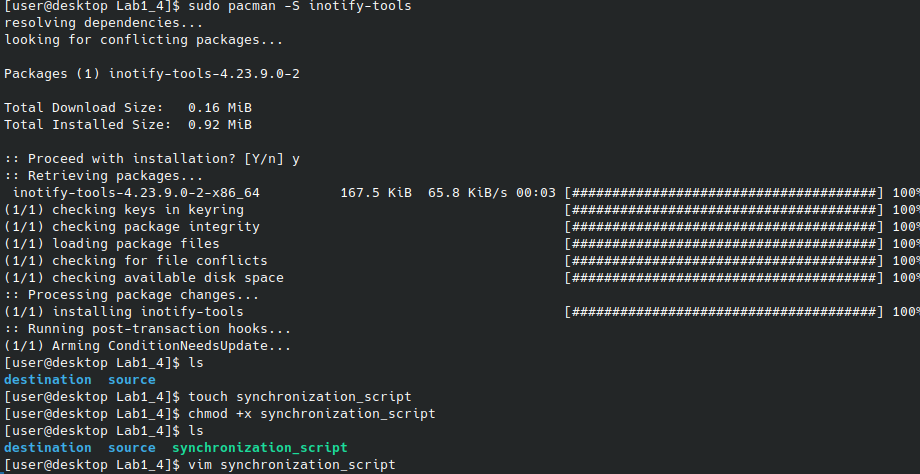 [user@desktop Lab1_4]$ sudo pacman -S inotify-tools
resolving dependencies...
looking for conflicting packages...
Packages (1) inotify-tools-4.23.9.0-2
Total Download Size:   0.16 MiB
Total Installed Size:  0.92 MiB
:: Proceed with installation? [Y/n] y
:: Retrieving packages...
 inotify-tools-4.23.9.0-2-x86_64          167.5 KiB  65.8 KiB/s 00:03 [######################################] 100%
(1/1) checking keys in keyring                                        [######################################] 100%
(1/1) checking package integrity                                      [######################################] 100%
(1/1) loading package files                                           [######################################] 100%
(1/1) checking for file conflicts                                     [######################################] 100%
(1/1) checking available disk space                                   [######################################] 100%
:: Processing package changes...
(1/1) installing inotify-tools                                        [######################################] 100%
:: Running post-transaction hooks...
(1/1) Arming ConditionNeedsUpdate...
[user@desktop Lab1_4]$ ls
destination  source
[user@desktop Lab1_4]$ touch synchronization_script
[user@desktop Lab1_4]$ chmod +x synchronization_script
[user@desktop Lab1_4]$ ls
destination  source  synchronization_script
[user@desktop Lab1_4]$ vim synchronization_script